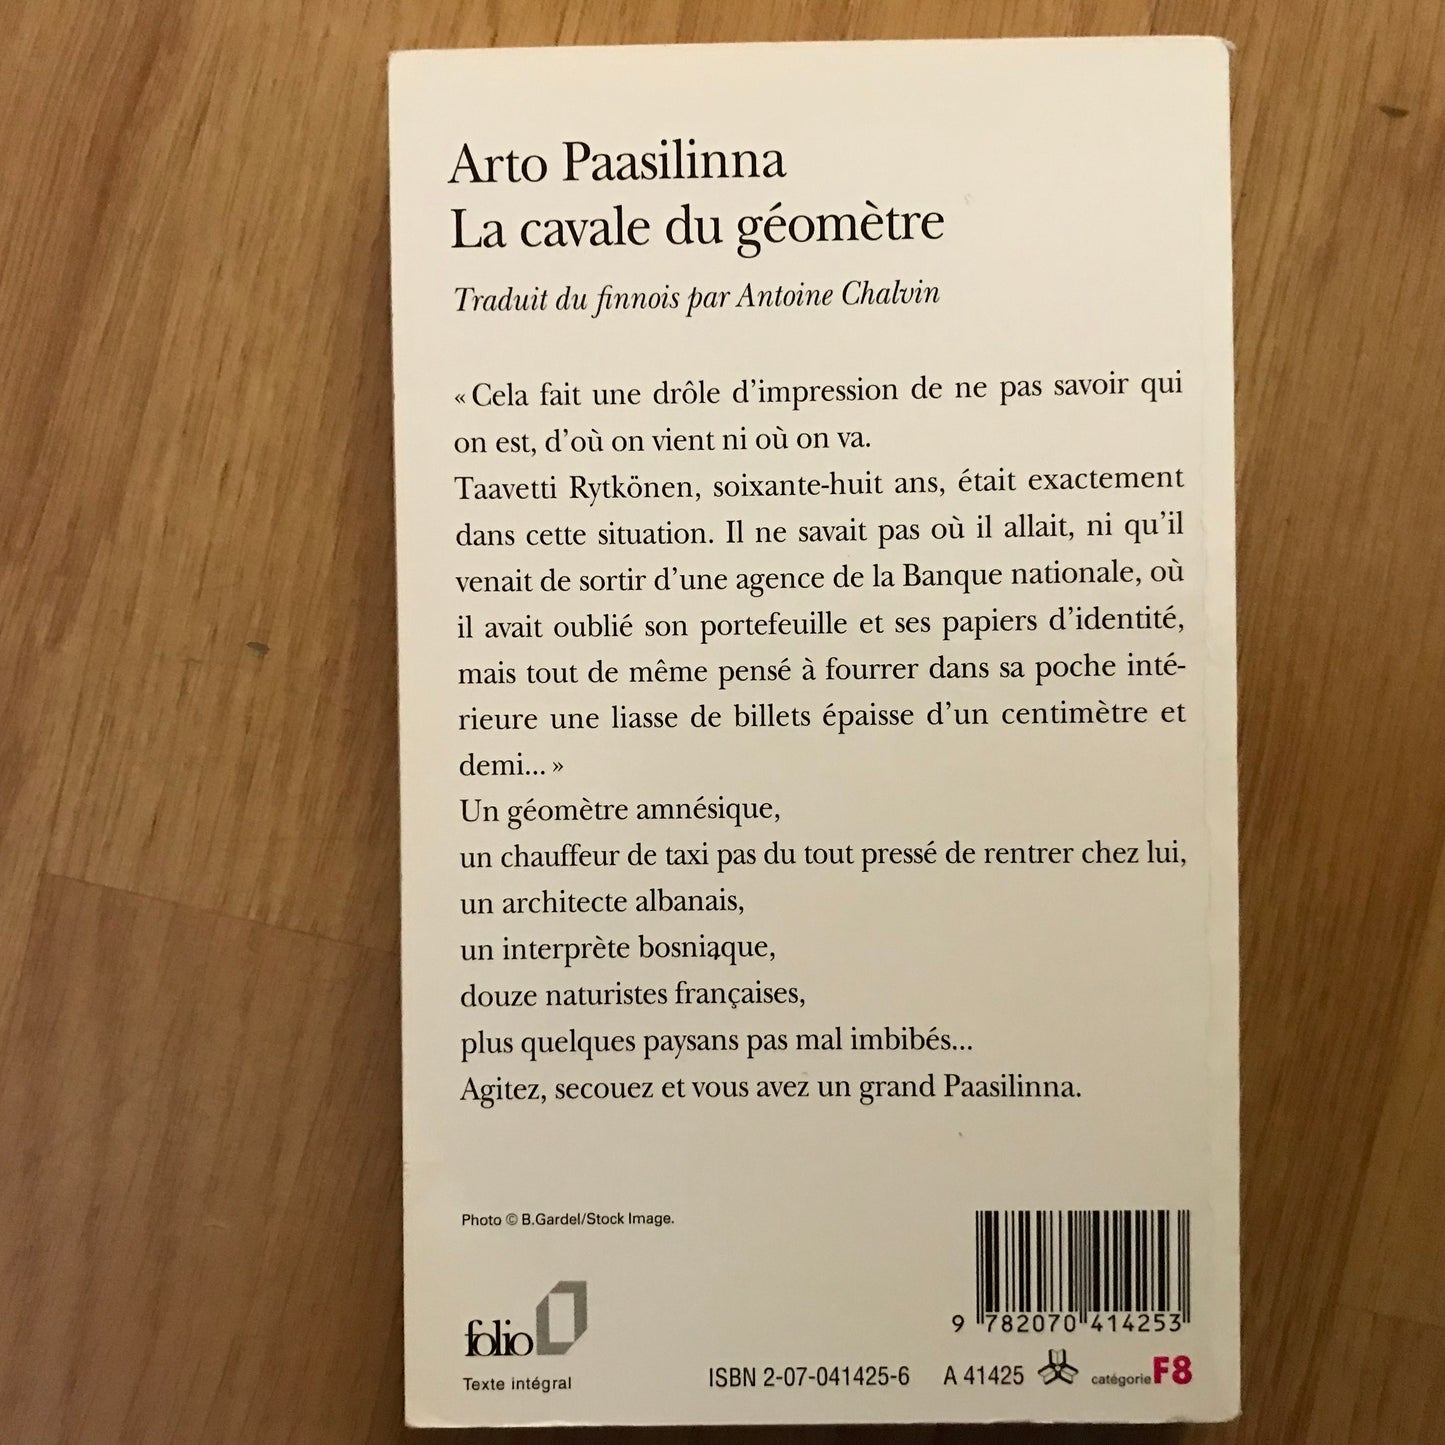 Arto Paasilinna
La cavale du géomètre
Traduit du finnois par Antoine Chalvin
« Cela fait une drôle d'impression de ne pas savoir qui
on est, d'où on vient ni où on va.
Taavetti Rytkönen, soixante-huit ans, était exactement
dans cette situation. Il ne savait pas où il allait, ni qu'il
venait de sortir d'une agence de la Banque nationale, où
il avait oublié son portefeuille et ses papiers d'identité,
mais tout de même pensé à fourrer dans sa poche inté-
rieure une liasse de billets épaisse d'un centimètre et
demi... »
Un géomètre amnésique,
un chauffeur de taxi pas du tout pressé de rentrer chez lui,
un architecte albanais,
un interprète bosniaque,
douze naturistes françaises,
plus quelques paysans pas mal imbibés...
Agitez, secouez et vous avez un grand Paasilinna.
Photo © B.Gardel/Stock Image.
9 782070 414253
folio
Texte intégral
ISBN 2-07-041425-6 A 41425 catégorie F8